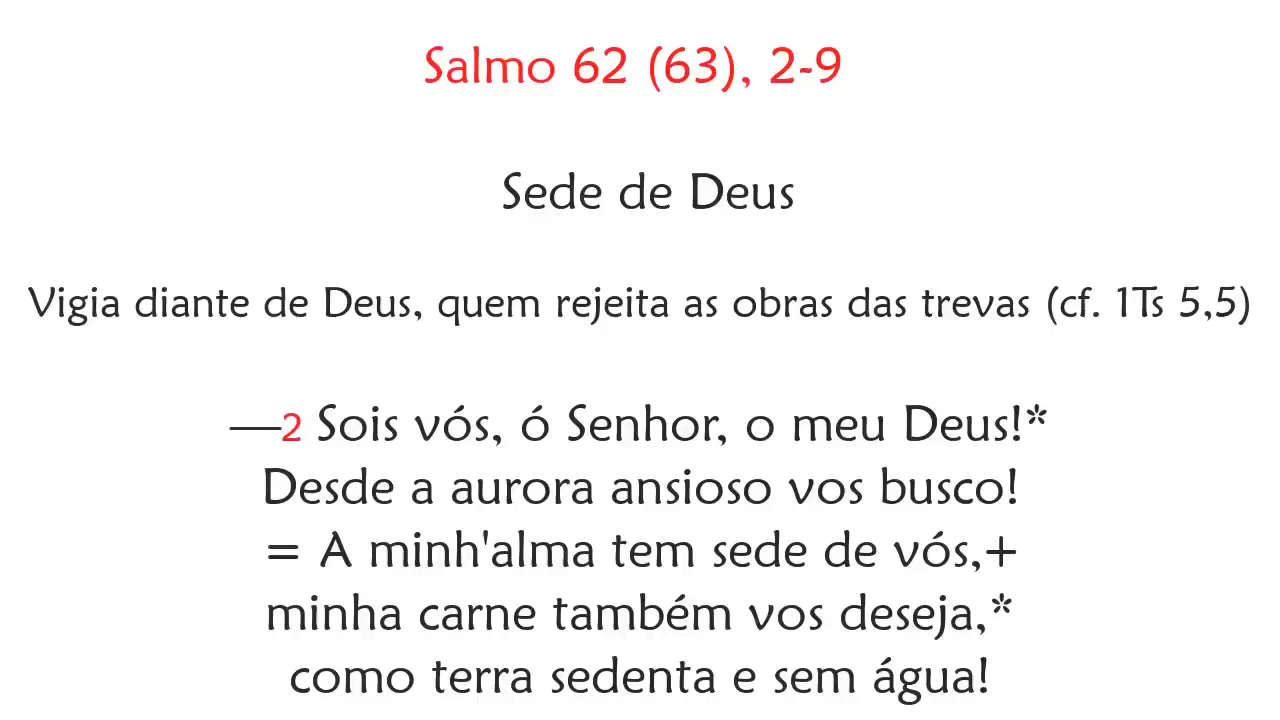 Salmo 62 (63), 2-9
Sede de Deus
Vigia diante de Deus, quem rejeita as obras das trevas (cf. 1Ts 5,5)
—2 Sois vós, ó Senhor, o meu Deus!*
Desde a aurora ansioso vos busco!
= A minh'alma tem sede de vós,+
minha carne também vos deseja,*
como terra sedenta e sem água!